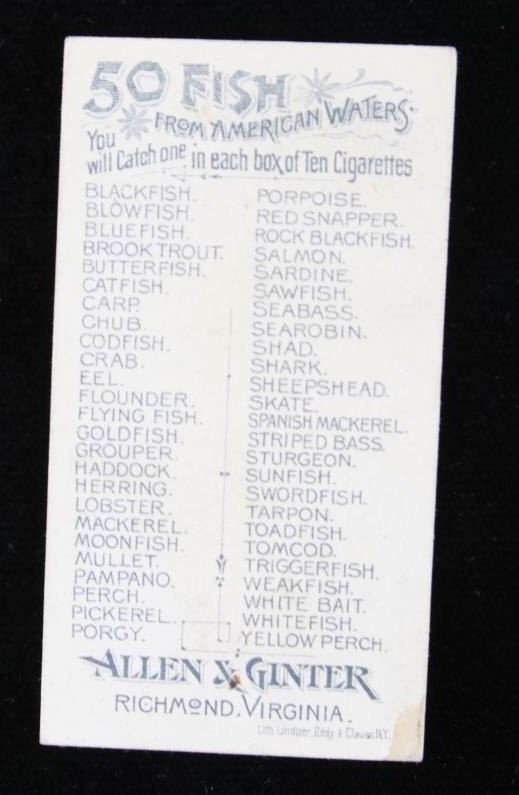 50 FISH
FROM AMERICAN WATERS.
You
will Catch one in each box of Ten Cigarettes
BLACKFISH.
BLOWFISH.
BLUEFISH.
BROOK TROUT.
BUTTERFISH.
CATFISH.
CARP.
CHUB.
CODFISH.
CRAB.
EEL.
FLOUNDER.
FLYING FISH.
GOLDFISH.
GROUPER.
HADDOCK.
HERRING.
LOBSTER.
MACKEREL.
MOONFISH.
MULLET.
PAMPANO.
PERCH.
PICKEREL.
PORGY.
PORPOISE.
RED SNAPPER.
ROCK BLACKFISH.
SALMON.
SARDINE.
SAWFISH.
SEABASS.
SEAROBIN.
SHAD.
SHARK.
SHEEPSHEAD.
SKATE.
SPANISH MACKEREL.
STRIPED BASS.
STURGEON.
SUNFISH.
SWORDFISH.
TARPON.
TOADFISH.
TOMCOD.
TRIGGERFISH.
WEAKFISH.
WHITE BAIT.
WHITEFISH.
YELLOW PERCH.
ALLEN & GINTER
RICHMOND, VIRGINIA.
Lith. Lindner, Eddy & Clauss N.Y.